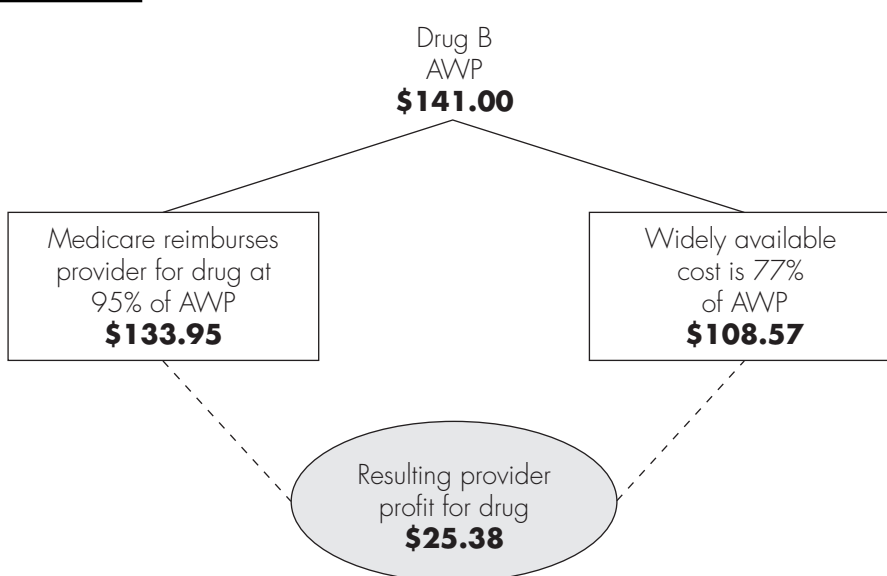 Drug B
AWP
$141.00
Medicare reimburses
provider for drug at
95% of AWP
$133.95
Widely available
cost is 77%
of AWP
$108.57
Resulting provider
profit for drug
$25.38